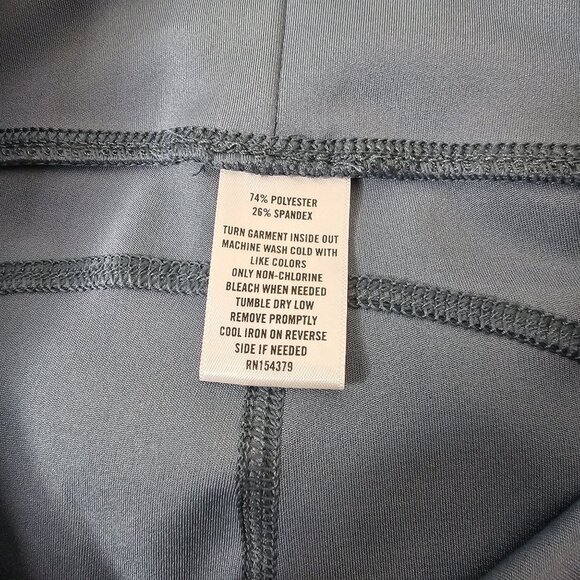 74% POLYESTER
26% SPANDEX
TURN GARMENT INSIDE OUT
MACHINE WASH COLD WITH
LIKE COLORS
ONLY NON-CHLORINE
BLEACH WHEN NEEDED
TUMBLE DRY LOW
REMOVE PROMPTLY
COOL IRON ON REVERSE
SIDE IF NEEDED
RN154379